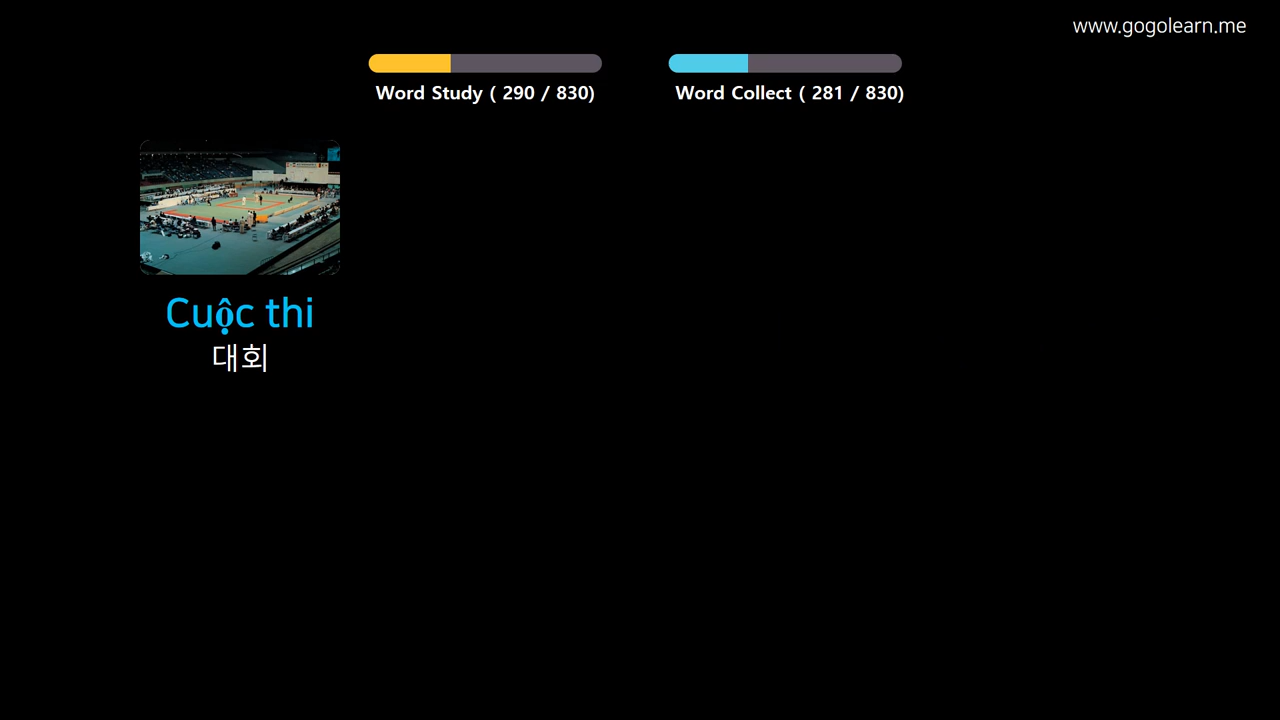 www.gogolearn.me
Word Study ( 290 / 830)
Word Collect ( 281 / 830)
Cuộc thi
대회